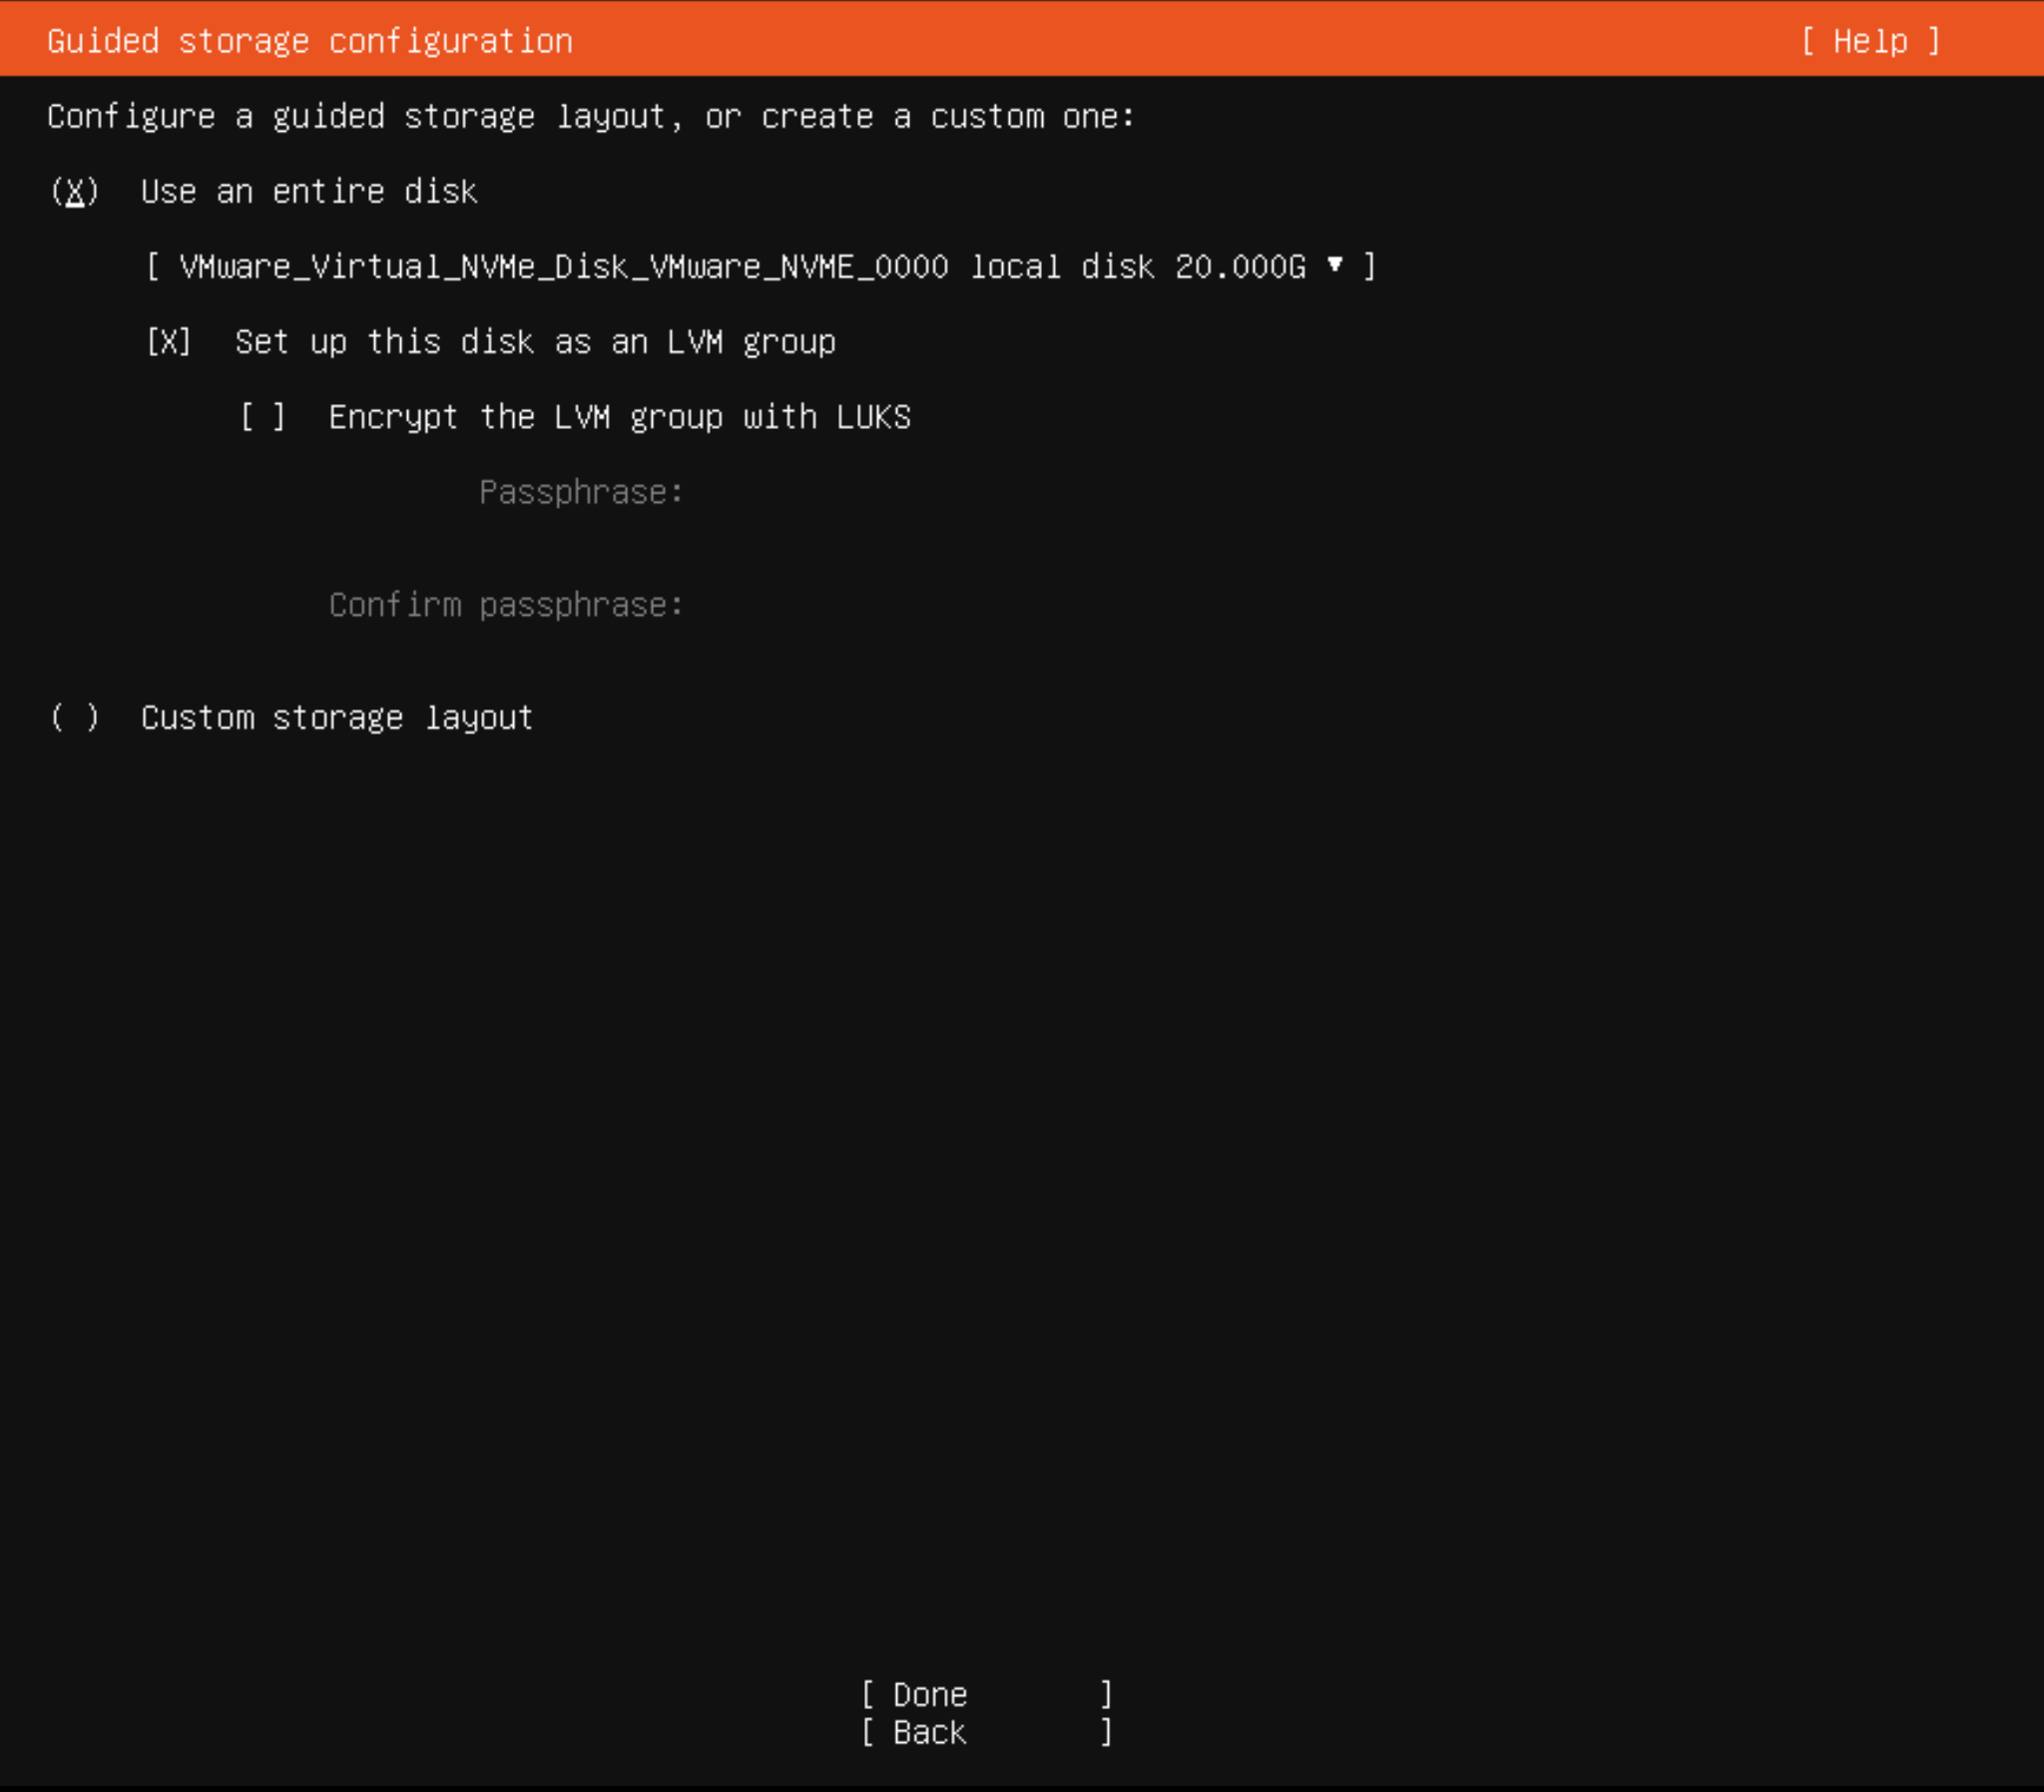 Guided storage configuration [ Help ]
Configure a guided storage layout, or create a custom one:
(X) Use an entire disk
[ VMware_Virtual_NVMe_Disk_VMware_NVME_0000 local disk 20.000G ▾ ]
[X] Set up this disk as an LVM group
[ ] Encrypt the LVM group with LUKS
Passphrase:
Confirm passphrase:
( ) Custom storage layout
[ Done ]
[ Back ]